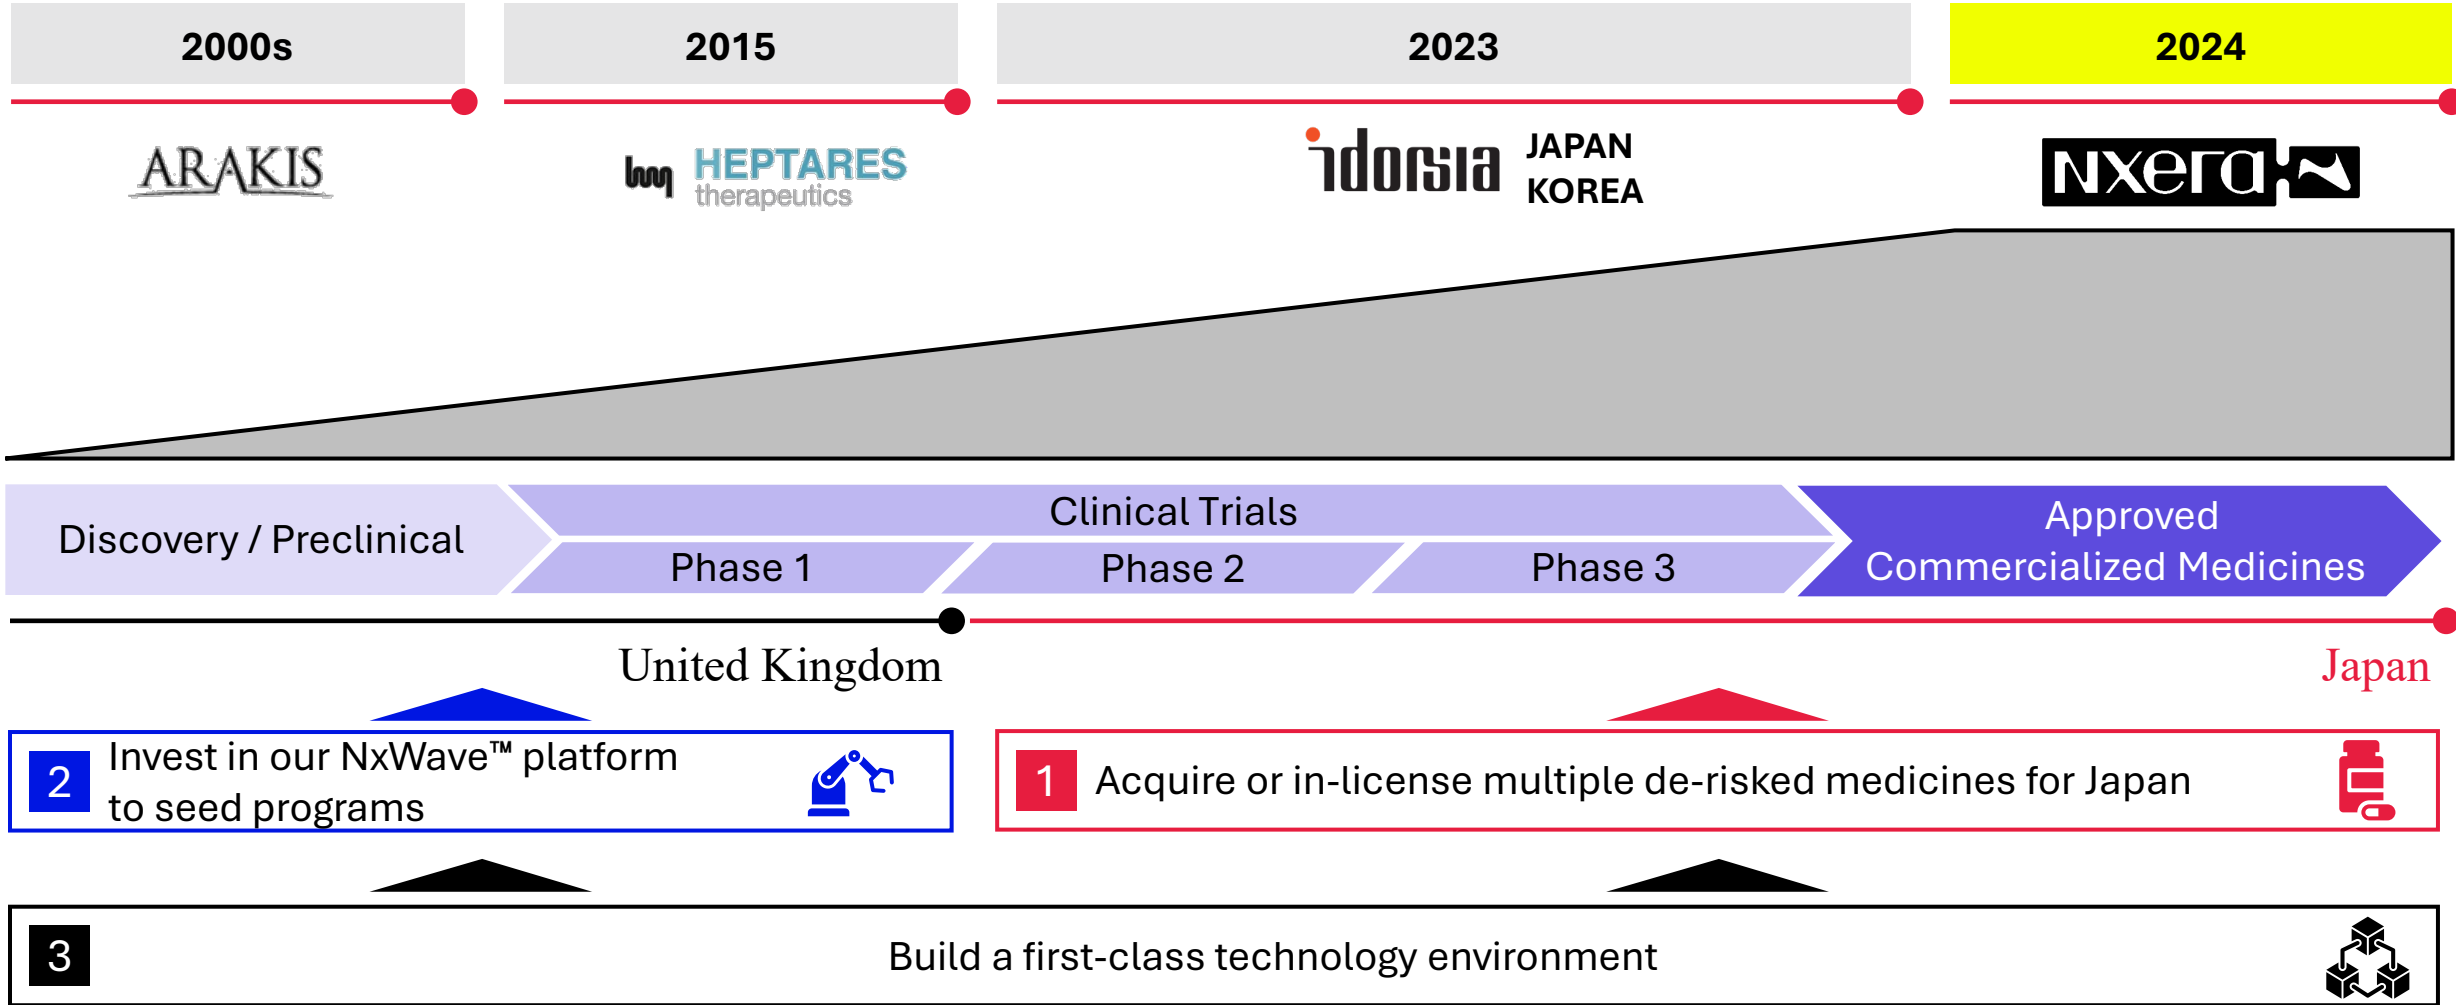 2000s
2015
2023
2024
ARAKIS
HEPTARES
therapeutics
idorsia
JAPAN
KOREA
Nxera
Discovery / Preclinical
Clinical Trials
Phase 1
Phase 2
Phase 3
Approved
Commercialized Medicines
United Kingdom
Japan
2
Invest in our NxWave™ platform
to seed programs
1
Acquire or in-license multiple de-risked medicines for Japan
3
Build a first-class technology environment